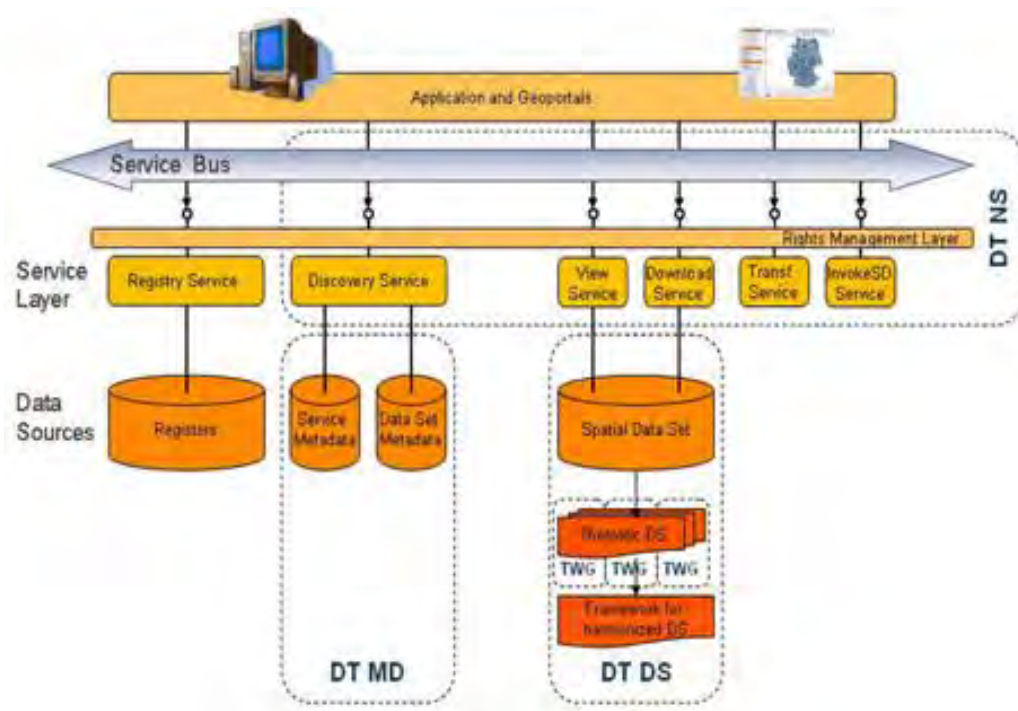 Application and Geoportals
Service Bus
DT NS
Rights Management Layer
Service
Layer
Registry Service
Discovery Service
View
Service
Download
Service
Transf
Service
InvokeSD
Service
Data
Sources
Registers
Service
Metadata
Data Set
Metadata
Spatial Data Set
Thematic DS
TWG
TWG
TWG
Framework for
harmonized DS
DT MD
DT DS